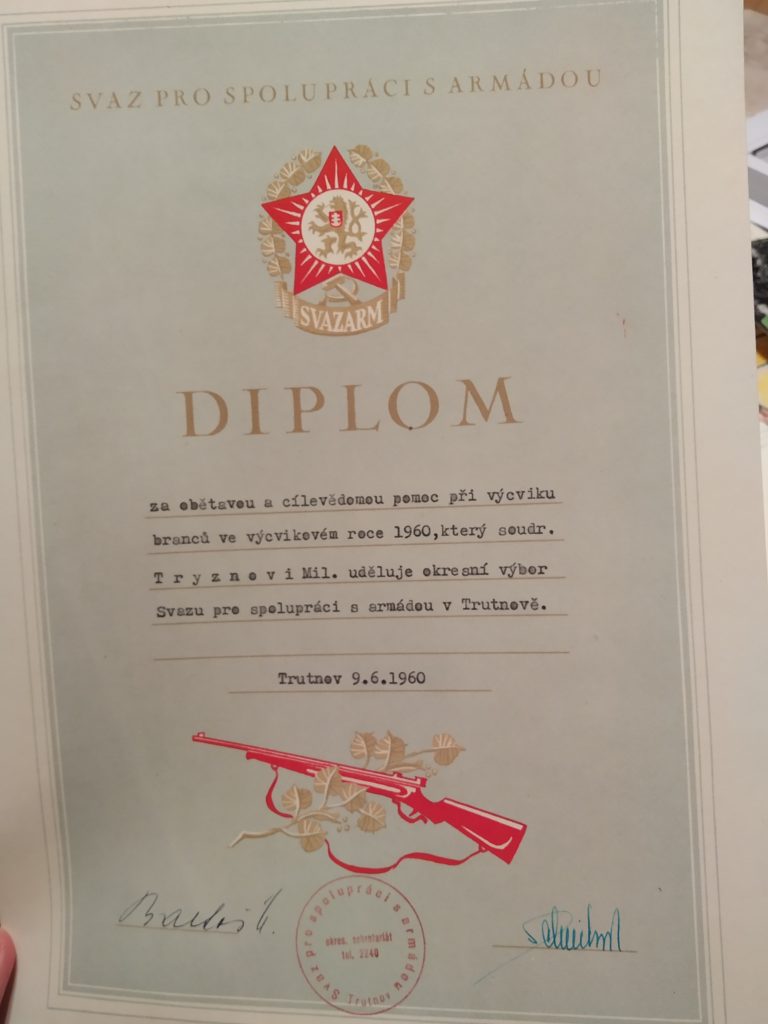 SVAZ PRO SPOLUPRÁCI S ARMÁDOU
SVAZARM
DIPLOM
za obětavou a cílevědomou pomoc při výcviku
branců ve výcvikovém roce 1960,který soudr.
T r y z n o v i Mil. uděluje okresní výbor
Svazu pro spolupráci s armádou v Trutnově.
Trutnov 9.6.1960
Svaz pro spolupráci s armádou
okres. sekretariát
tel. 2240
Trutnov